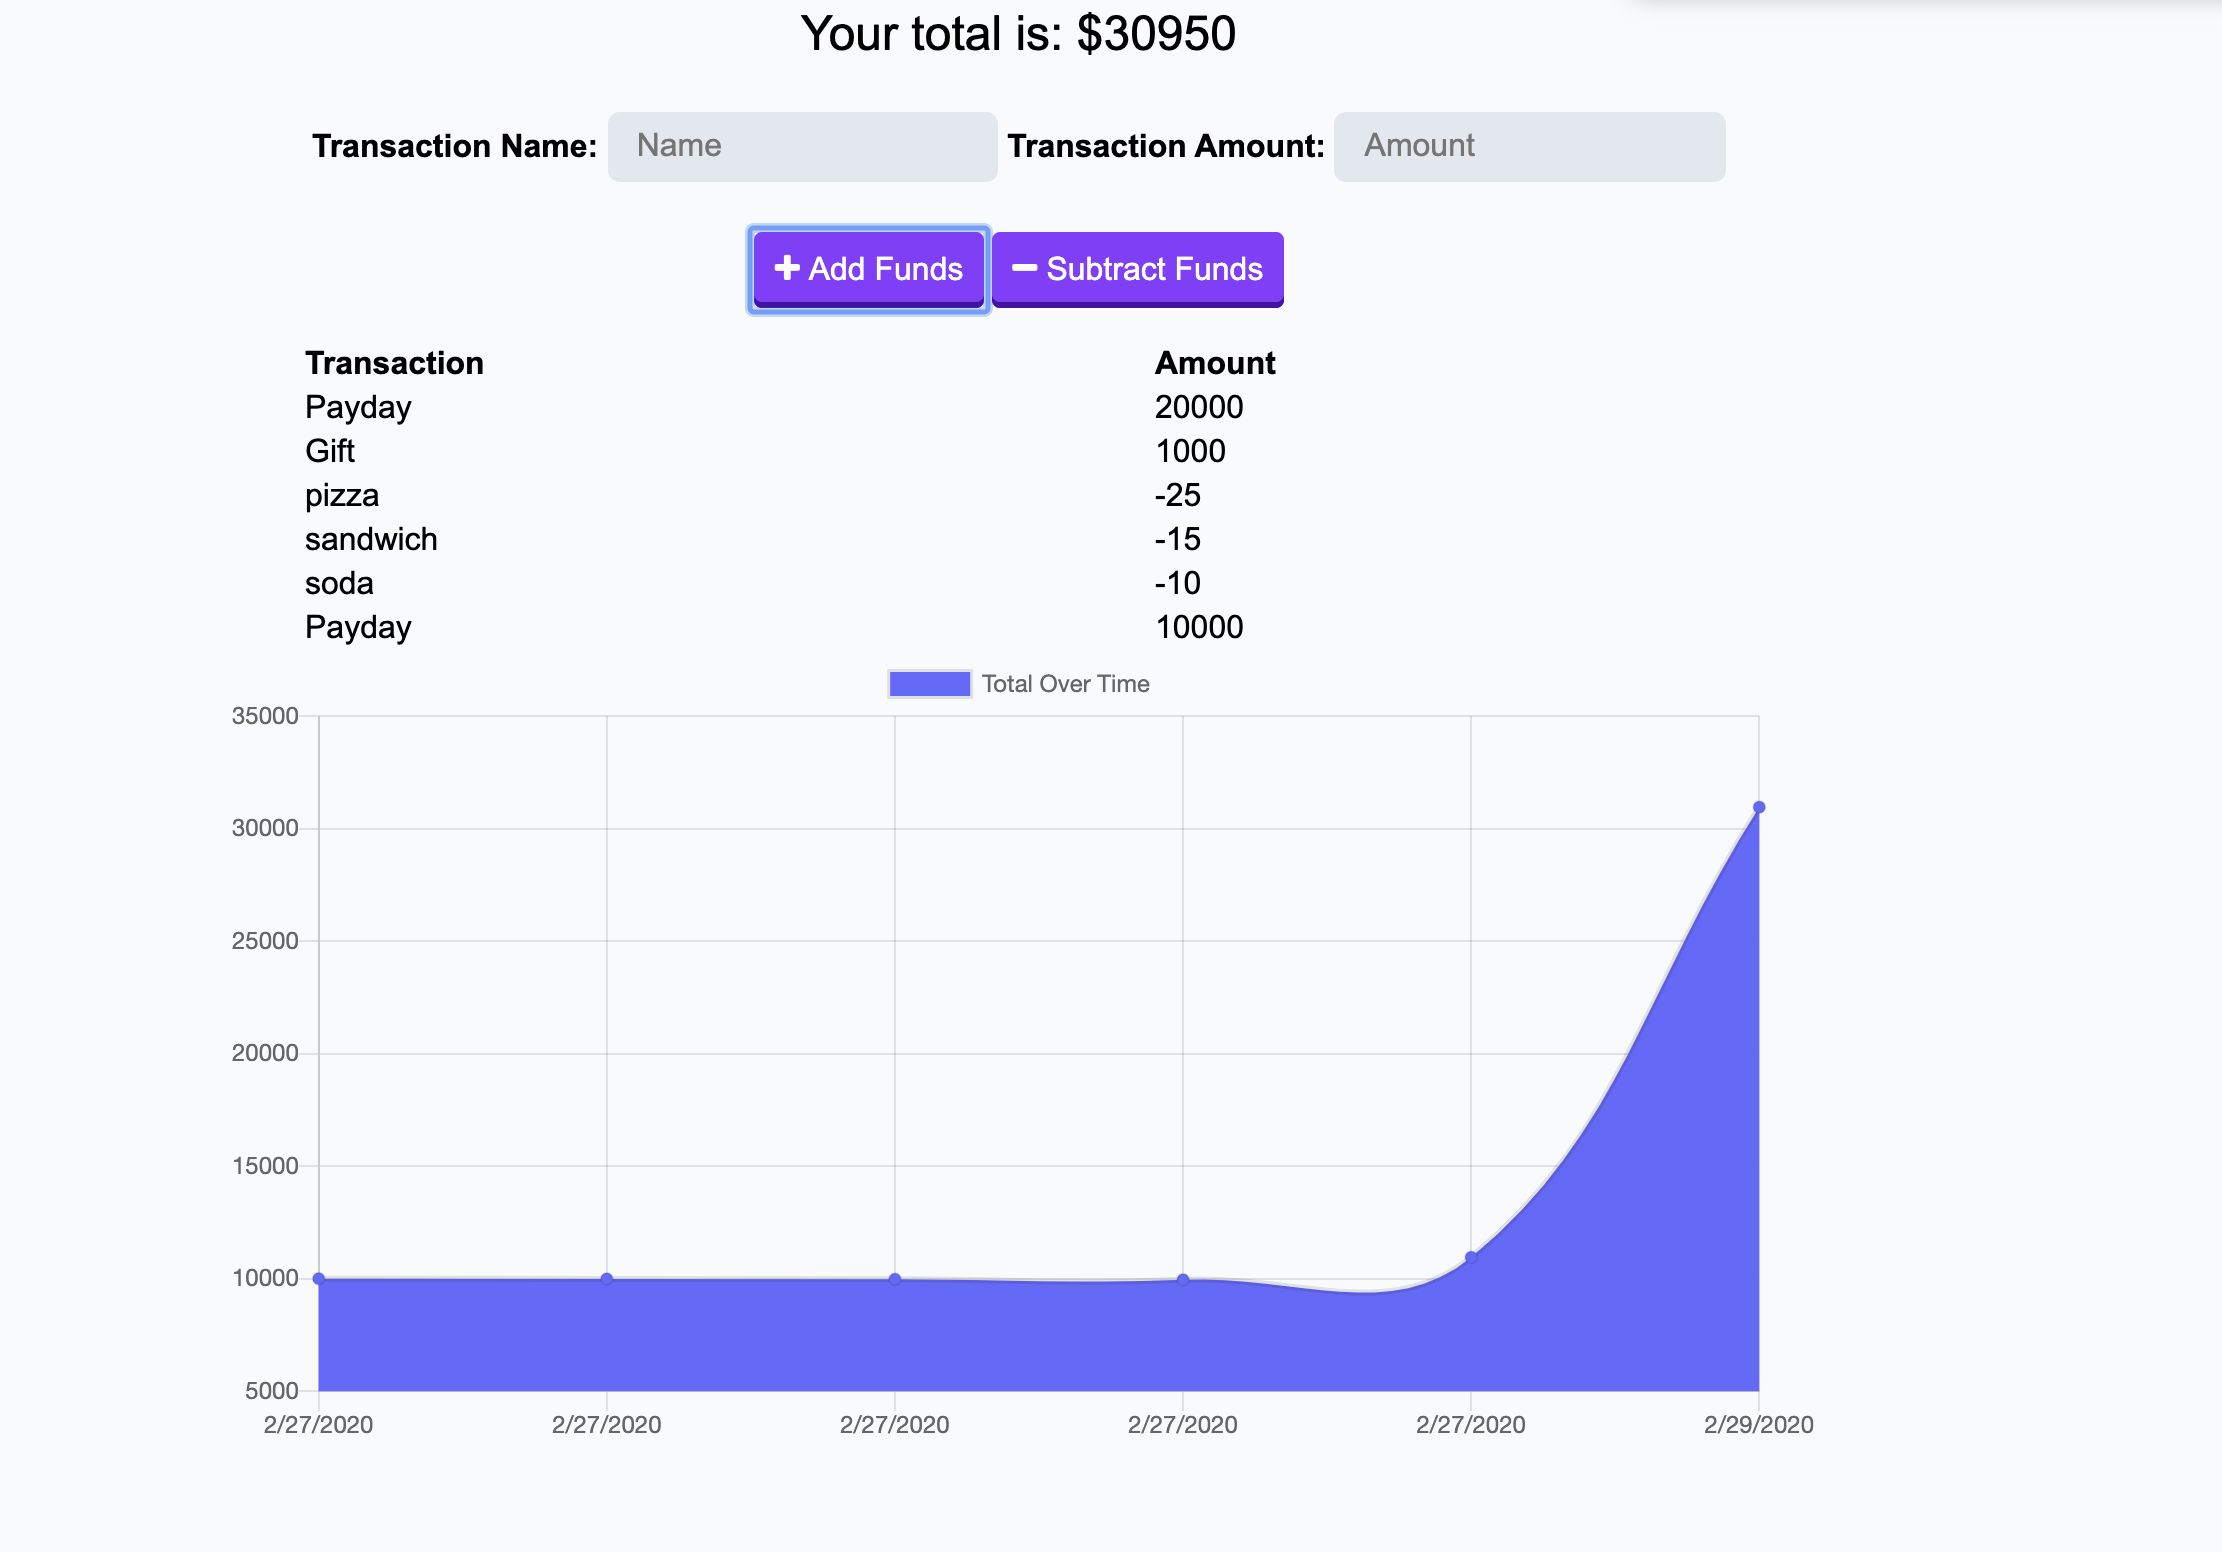 Your total is: $30950
Transaction Name: Name Transaction Amount: Amount
+ Add Funds − Subtract Funds
Transaction Amount
Payday 20000
Gift 1000
pizza -25
sandwich -15
soda -10
Payday 10000
Total Over Time
35000
30000
25000
20000
15000
10000
5000
2/27/2020 2/27/2020 2/27/2020 2/27/2020 2/27/2020 2/29/2020